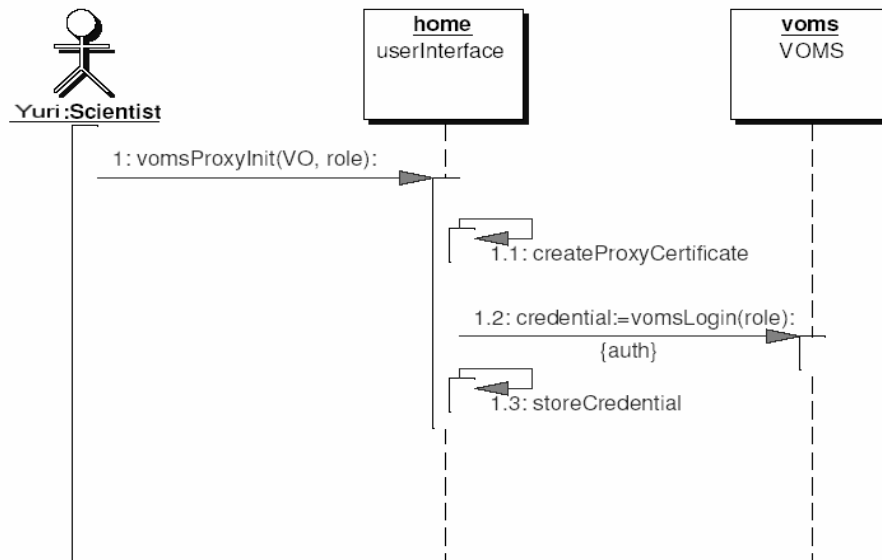 home
userInterface
voms
VOMS
Yuri :Scientist
1: vomsProxyInit(VO, role):
1.1: createProxyCertificate
1.2: credential:=vomsLogin(role):
{auth}
1.3: storeCredential